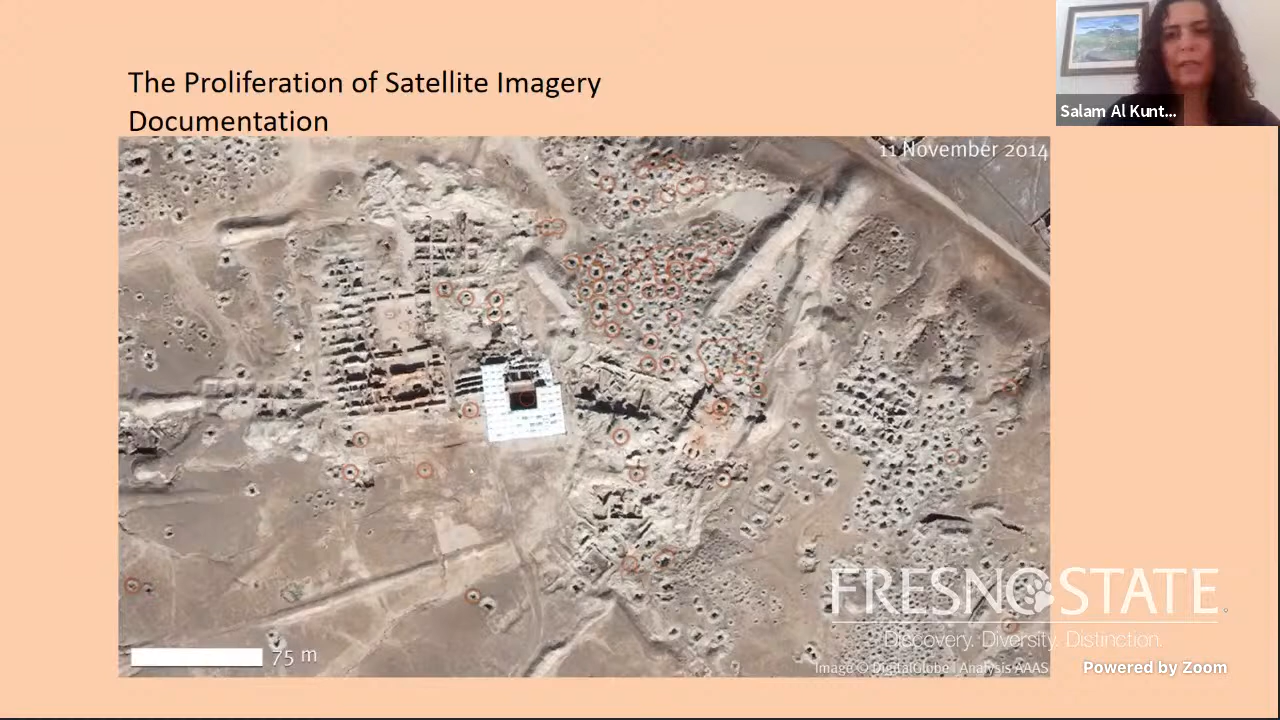 The Proliferation of Satellite Imagery
Documentation
Salam Al Kunt...
11 November 2014
75 m
FRESNO STATE
Discovery. Diversity. Distinction.
Image © DigitalGlobe | Analysis AAAS
Powered by Zoom